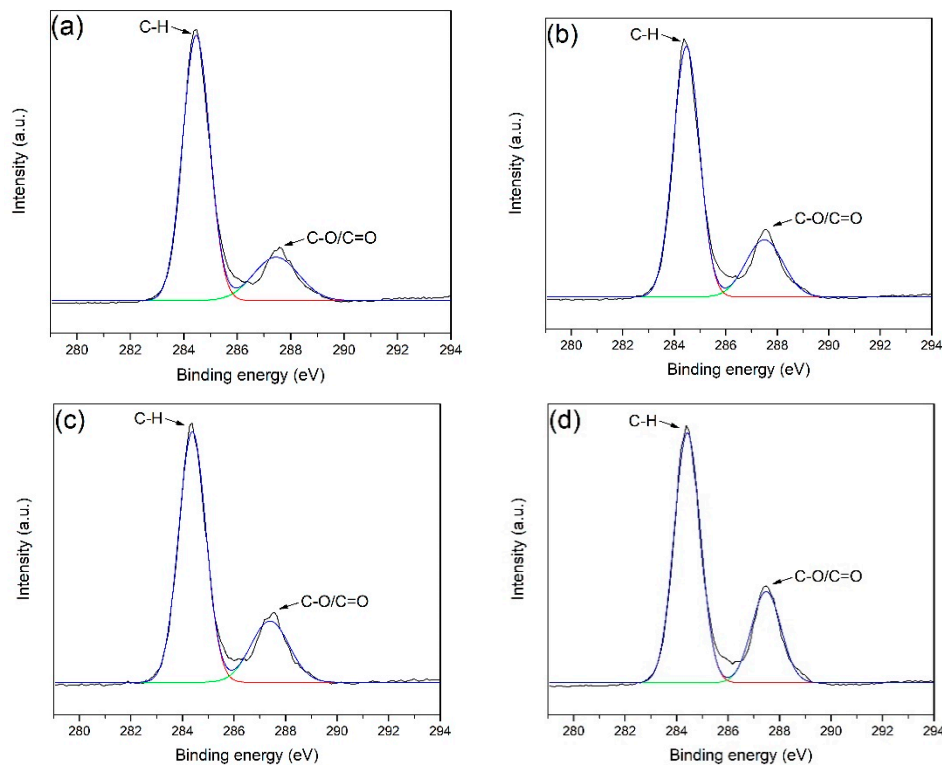 (a)
C-H
C-O/C=O
Intensity (a.u.)
280 282 284 286 288 290 292 294
Binding energy (eV)
(b)
C-H
C-O/C=O
Intensity (a.u.)
280 282 284 286 288 290 292 294
Binding energy (eV)
(c)
C-H
C-O/C=O
Intensity (a.u.)
280 282 284 286 288 290 292 294
Binding energy (eV)
(d)
C-H
C-O/C=O
Intensity (a.u.)
280 282 284 286 288 290 292 294
Binding energy (eV)